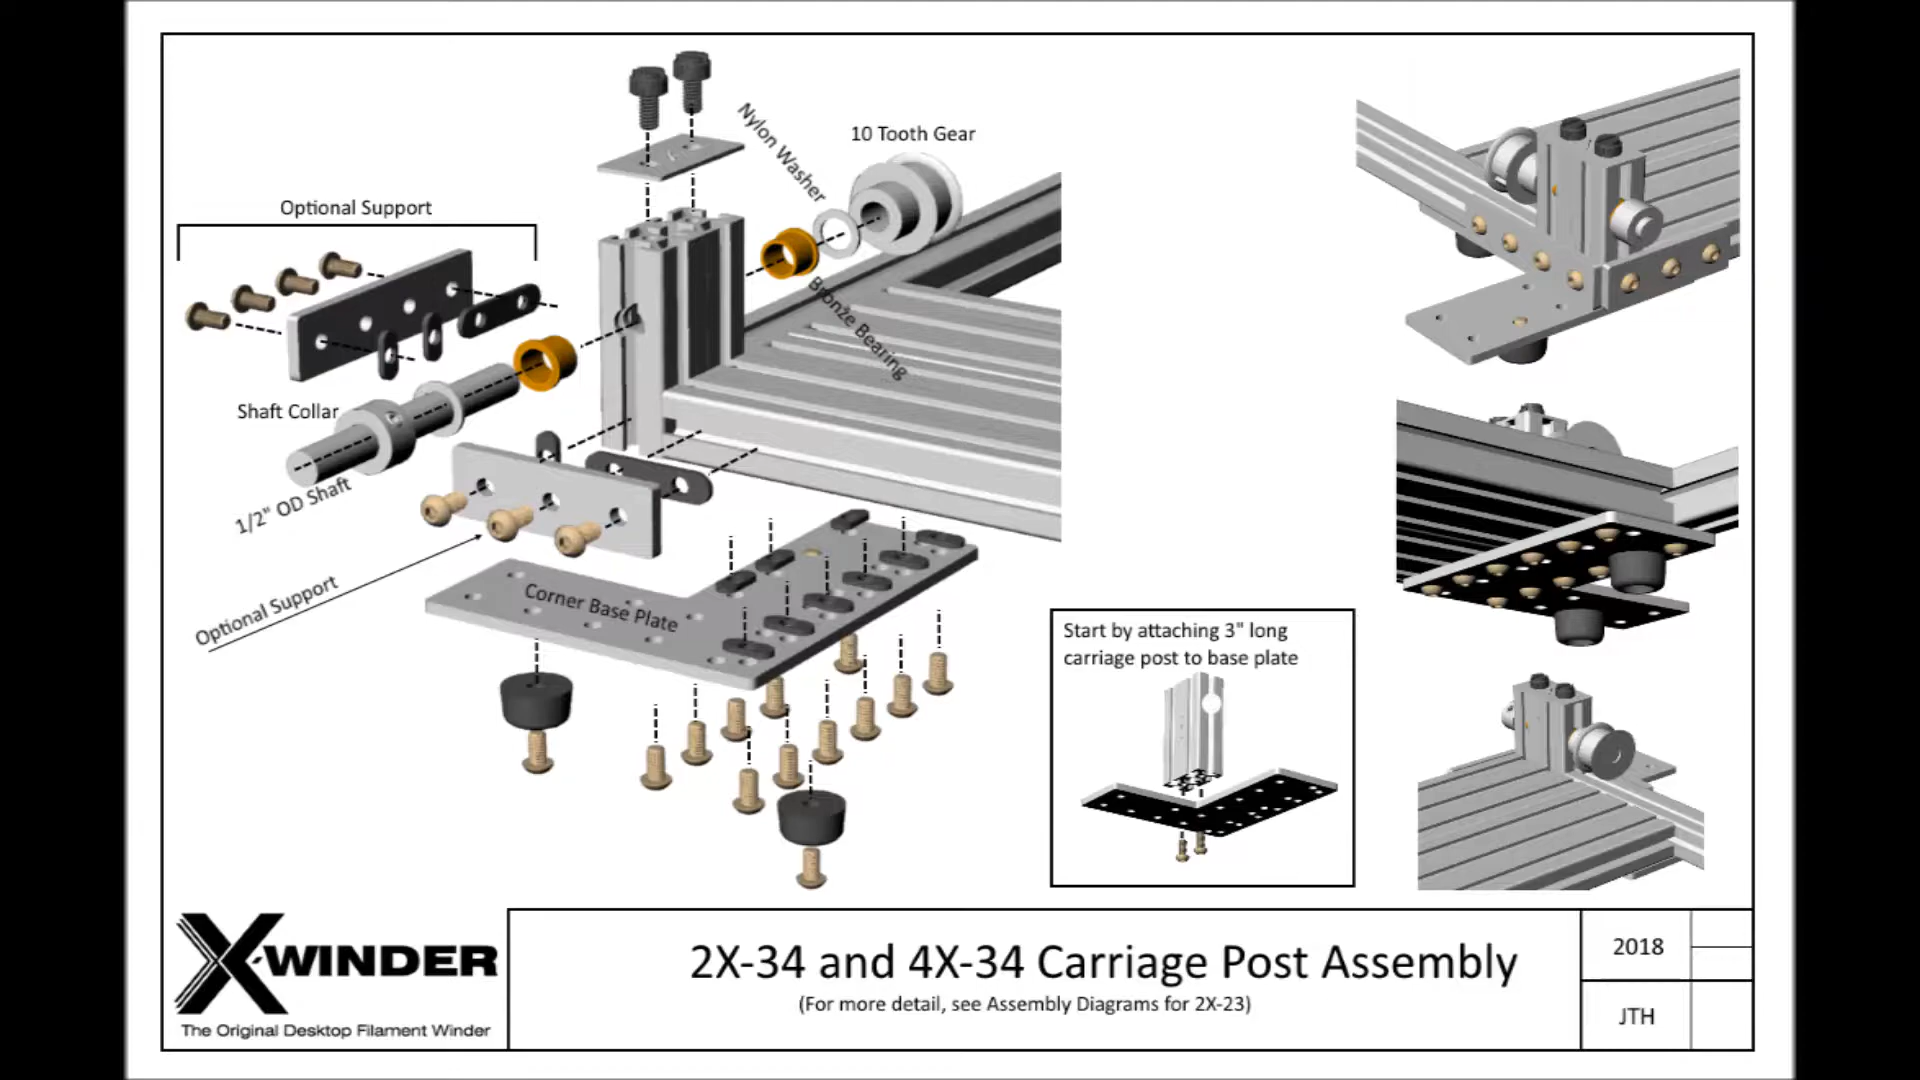 Nylon Washer
10 Tooth Gear
Optional Support
Bronze Bearing
Shaft Collar
1/2" OD Shaft
Optional Support
Corner Base Plate
Start by attaching 3" long
carriage post to base plate
X-WINDER
The Original Desktop Filament Winder
2X-34 and 4X-34 Carriage Post Assembly
(For more detail, see Assembly Diagrams for 2X-23)
2018
JTH